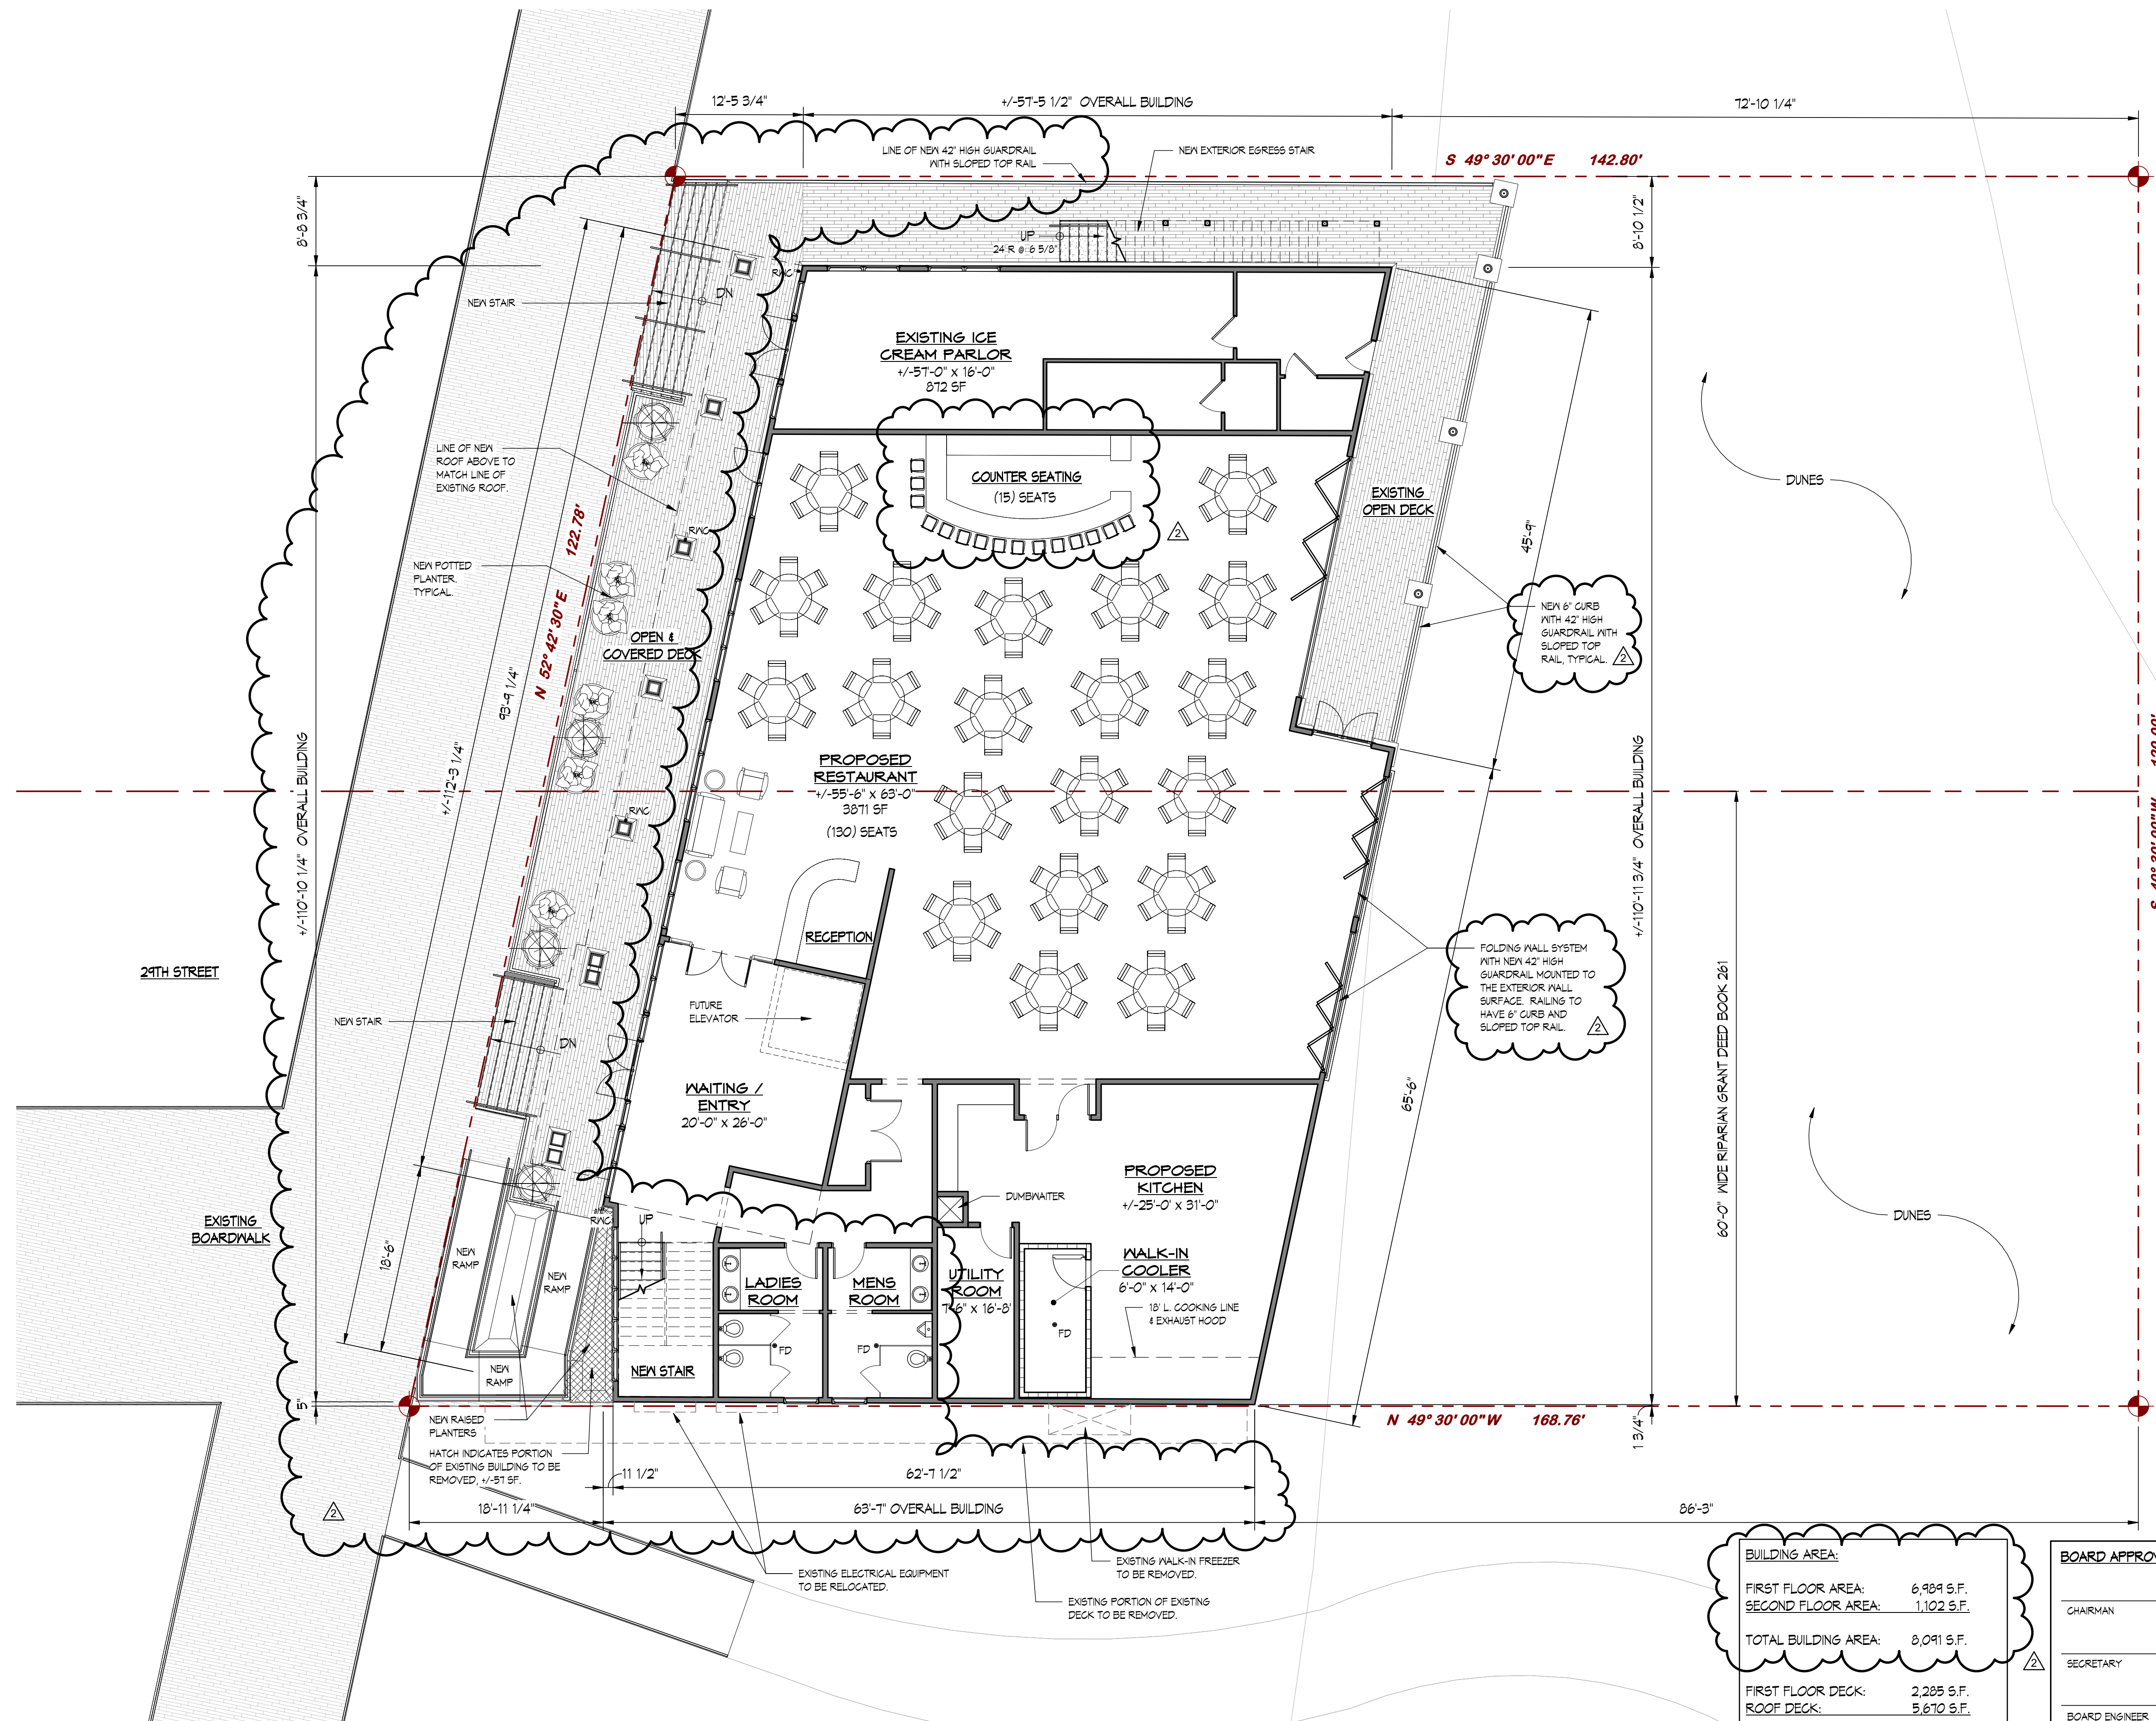 12'-5 3/4"
+/-57'-5 1/2" OVERALL BUILDING
72'-10 1/4"
LINE OF NEW 42" HIGH GUARDRAIL
WITH SLOPED TOP RAIL
NEW EXTERIOR EGRESS STAIR
S 49° 30' 00"E 142.80'
8'-8 3/4"
8'-10 1/2"
UP
24 R @ 6 5/8"
RWC
DN
NEW STAIR
EXISTING ICE
CREAM PARLOR
+/-57'-0" x 16'-0"
872 SF
LINE OF NEW
ROOF ABOVE TO
MATCH LINE OF
EXISTING ROOF.
COUNTER SEATING
(15) SEATS
2
EXISTING
OPEN DECK
DUNES
45'-9"
122.78'
N 52° 42' 30"E
RWC
NEW POTTED
PLANTER.
TYPICAL.
OPEN &
COVERED DECK
NEW 6" CURB
WITH 42" HIGH
GUARDRAIL WITH
SLOPED TOP
RAIL, TYPICAL.
2
93'-9 1/4"
+/-112'-3 1/4"
+/-110'-10 1/4" OVERALL BUILDING
+/-110'-11 3/4" OVERALL BUILDING
PROPOSED
RESTAURANT
+/-55'-6" x 63'-0"
3871 SF
(130) SEATS
RWC
RECEPTION
29TH STREET
FOLDING WALL SYSTEM
WITH NEW 42" HIGH
GUARDRAIL MOUNTED TO
THE EXTERIOR WALL
SURFACE. RAILING TO
HAVE 6" CURB AND
SLOPED TOP RAIL.
2
60'-0" WIDE RIPARIAN GRANT DEED BOOK 261
FUTURE
ELEVATOR
NEW STAIR
DN
WAITING /
ENTRY
20'-0" x 26'-0"
65'-6"
PROPOSED
KITCHEN
+/-25'-0' x 31'-0"
DUMBWAITER
DUNES
EXISTING
BOARDWALK
18'-6"
NEW
RAMP
NEW
RAMP
NEW
RAMP
RWC
UP
LADIES
ROOM
MENS
ROOM
UTILITY
ROOM
7'-6" x 16'-8'
WALK-IN
COOLER
6'-0" x 14'-0"
18' L. COOKING LINE
& EXHAUST HOOD
FD
FD
FD
NEW STAIR
5"
1 3/4"
N 49° 30' 00"W 168.76'
NEW RAISED
PLANTERS
HATCH INDICATES PORTION
OF EXISTING BUILDING TO BE
REMOVED, +/-57 SF.
11 1/2"
62'-7 1/2"
18'-11 1/4"
63'-7" OVERALL BUILDING
86'-3"
2
EXISTING ELECTRICAL EQUIPMENT
TO BE RELOCATED.
EXISTING WALK-IN FREEZER
TO BE REMOVED.
EXISTING PORTION OF EXISTING
DECK TO BE REMOVED.
BUILDING AREA:
FIRST FLOOR AREA: 6,989 S.F.
SECOND FLOOR AREA: 1,102 S.F.
TOTAL BUILDING AREA: 8,091 S.F.
2
FIRST FLOOR DECK: 2,285 S.F.
ROOF DECK: 5,670 S.F.
BOARD APPROV
CHAIRMAN
SECRETARY
BOARD ENGINEER